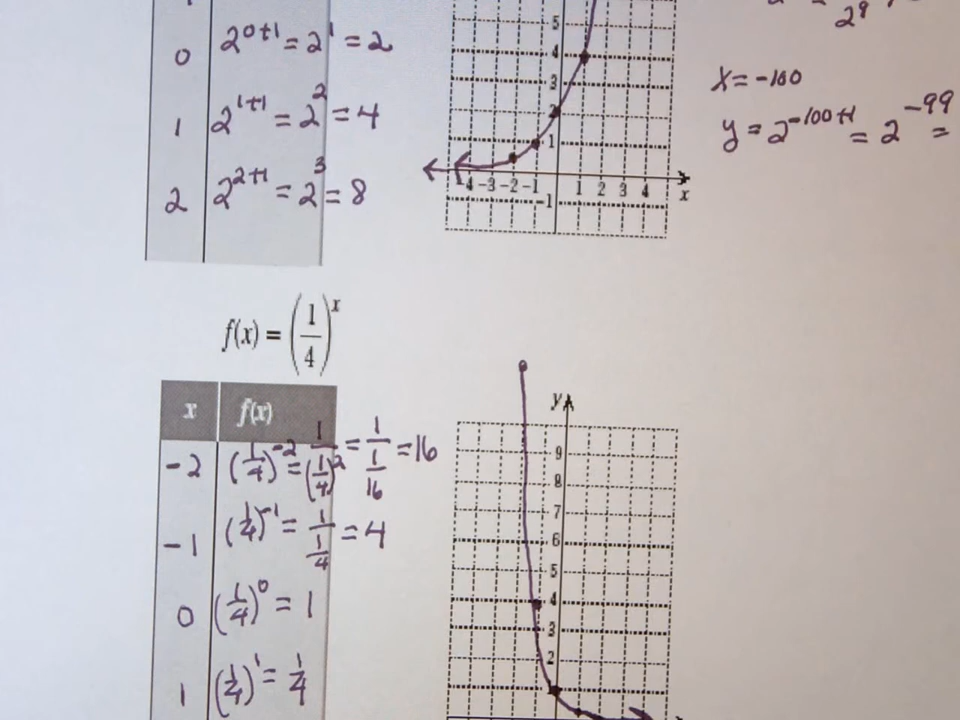 0 2^(0+1) = 2^1 = 2
1 2^(1+1) = 2^2 = 4
2 2^(2+1) = 2^3 = 8
5
4
3
2
1
-4 -3 -2 -1 1 2 3 4 x
-1
2^9
x = -100
y = 2^(-100+1) = 2^(-99) =
f(x) = (1/4)^x
x f(x)
-2 (1/4)^(-2) = 1/(1/4)^2 = 1/(1/16) = 16
-1 (1/4)^(-1) = 1/(1/4) = 4
0 (1/4)^0 = 1
1 (1/4)^1 = 1/4
y
9
8
7
6
5
4
3
2